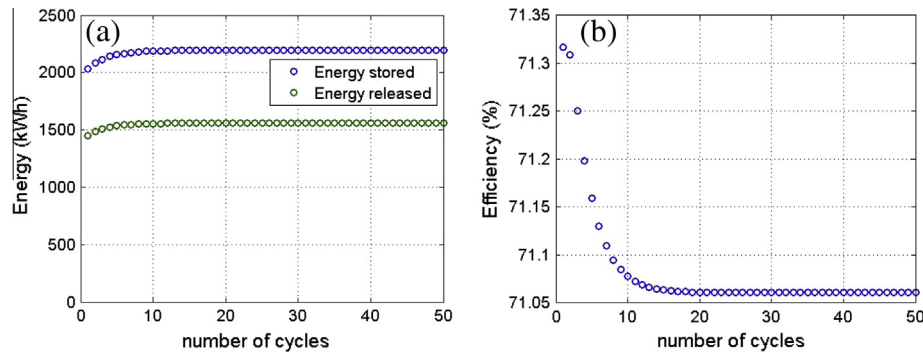 (a)
Energy (kWh)
2500
2000
1500
1000
500
0
Energy stored
Energy released
0 10 20 30 40 50
number of cycles
(b)
Efficiency (%)
71.35
71.3
71.25
71.2
71.15
71.1
71.05
0 10 20 30 40 50
number of cycles